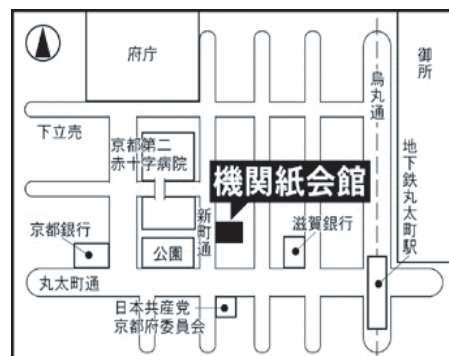 府庁
御所
烏丸通
下立売
京都第二
赤十字病院
機関紙会館
地下鉄丸太町駅
新町通
京都銀行
滋賀銀行
公園
丸太町通
日本共産党
京都府委員会